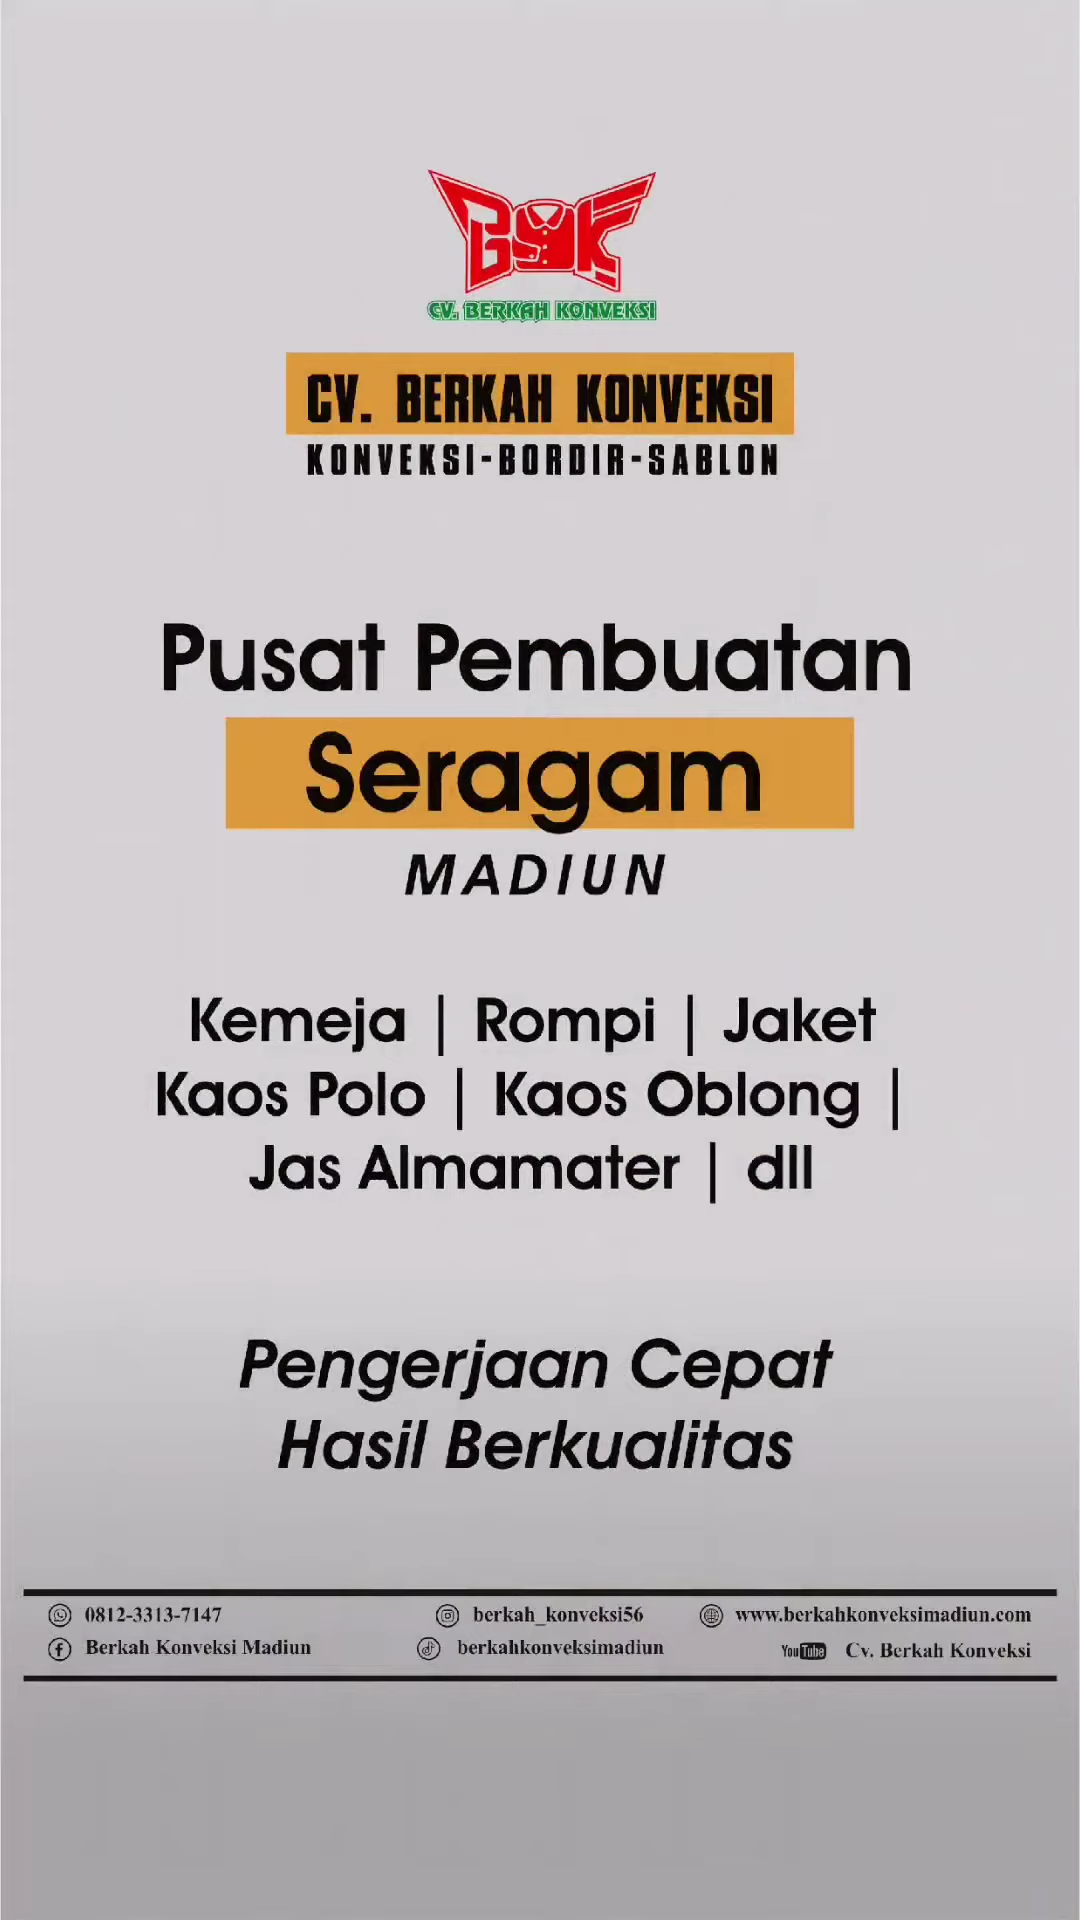 BK
CV. BERKAH KONVEKSI
CV. BERKAH KONVEKSI
KONVEKSI-BORDIR-SABLON
Pusat Pembuatan
Seragam
MADIUN
Kemeja | Rompi | Jaket
Kaos Polo | Kaos Oblong |
Jas Almamater | dll
Pengerjaan Cepat
Hasil Berkualitas
0812-3313-7147 berkah_konveksi56 www.berkahkonveksimadiun.com
Berkah Konveksi Madiun berkahkonveksimadiun YouTube Cv. Berkah Konveksi